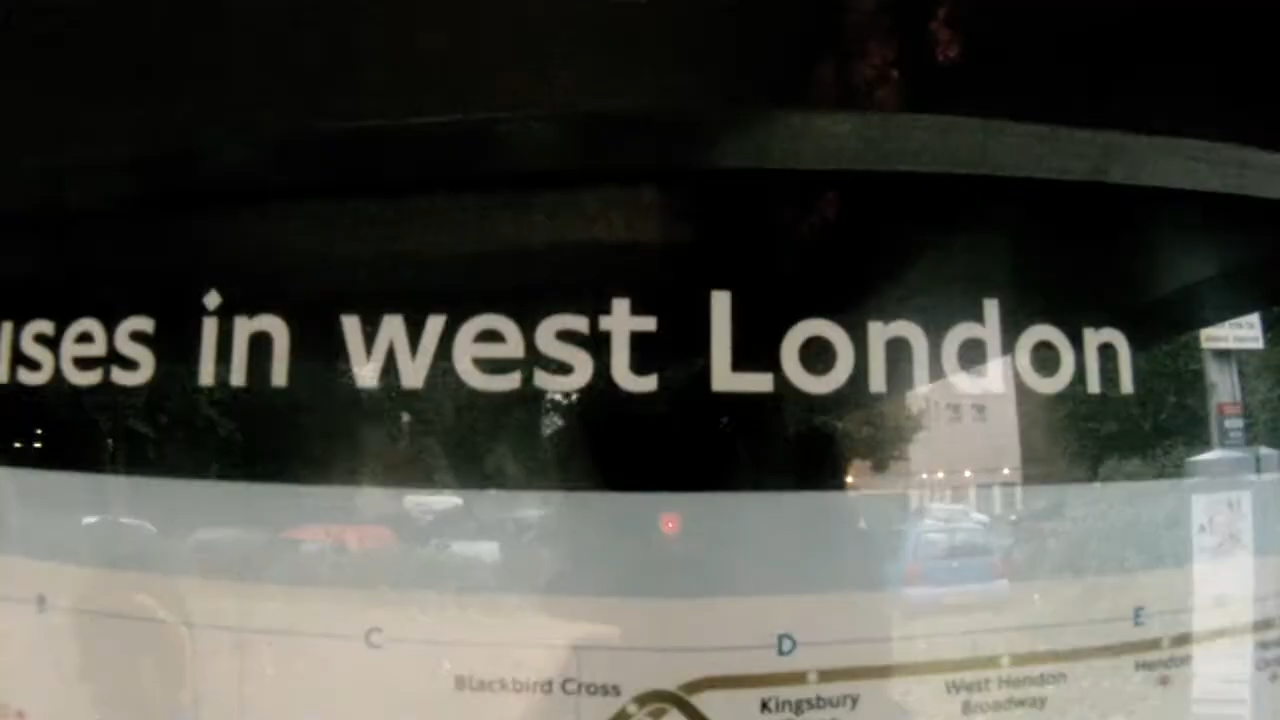 uses in west London
B C D E
Blackbird Cross
Kingsbury
West Hendon
Broadway
Hendon